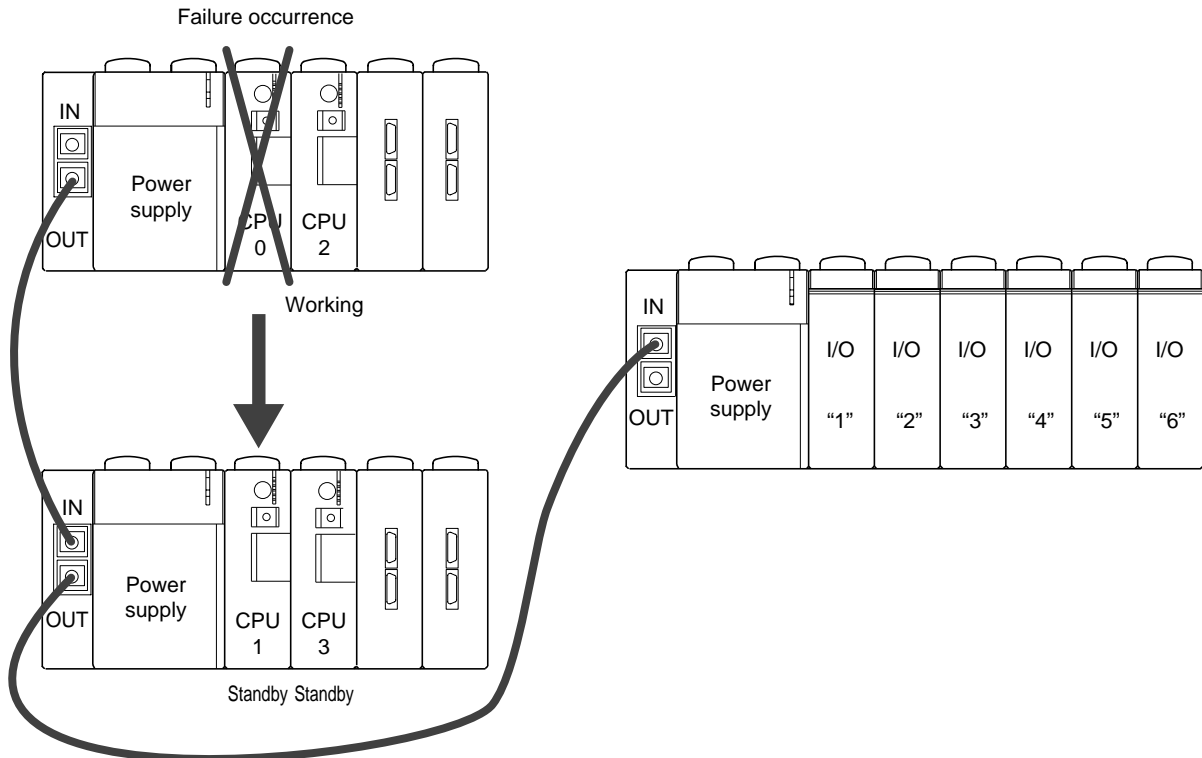 Failure occurrence
IN
OUT
Power
supply
CPU
0
CPU
2
Working
IN
OUT
Power
supply
CPU
1
CPU
3
Standby Standby
IN
OUT
Power
supply
I/O
“1”
I/O
“2”
I/O
“3”
I/O
“4”
I/O
“5”
I/O
“6”